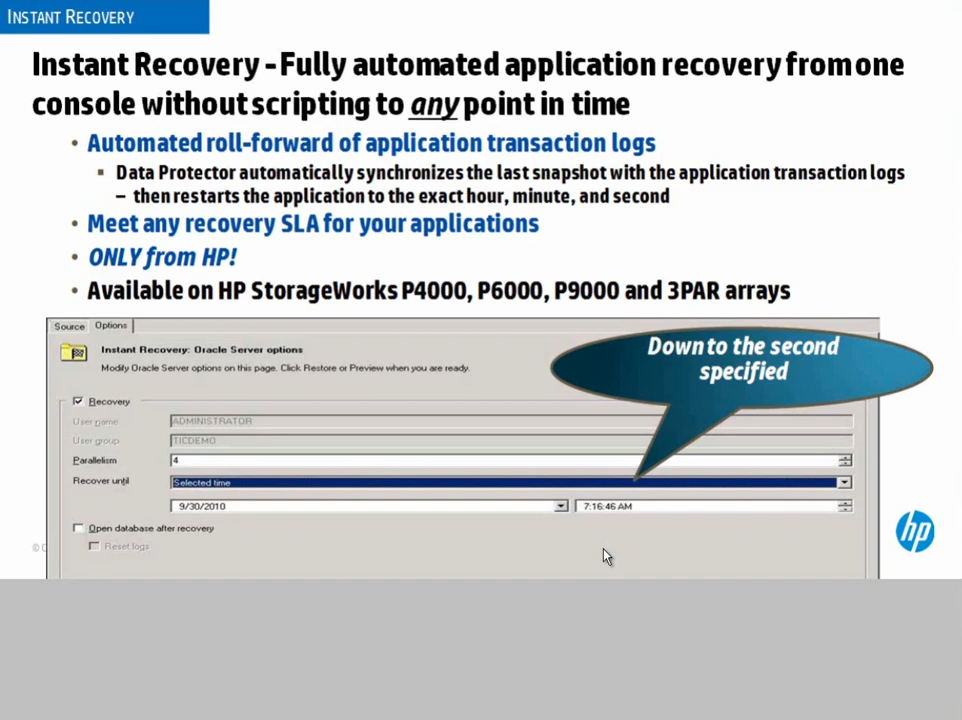 INSTANT RECOVERY
Instant Recovery - Fully automated application recovery from one
console without scripting to any point in time
• Automated roll-forward of application transaction logs
▪ Data Protector automatically synchronizes the last snapshot with the application transaction logs
– then restarts the application to the exact hour, minute, and second
• Meet any recovery SLA for your applications
• ONLY from HP!
• Available on HP StorageWorks P4000, P6000, P9000 and 3PAR arrays
Source Options
Instant Recovery: Oracle Server options
Modify Oracle Server options on this page. Click Restore or Preview when you are ready.
Down to the second
specified
Recovery
User name ADMINISTRATOR
User group TICDEMO
Parallelism 4
Recover until Selected time
9/30/2010 7:16:46 AM
Open database after recovery
Reset logs
©
hp